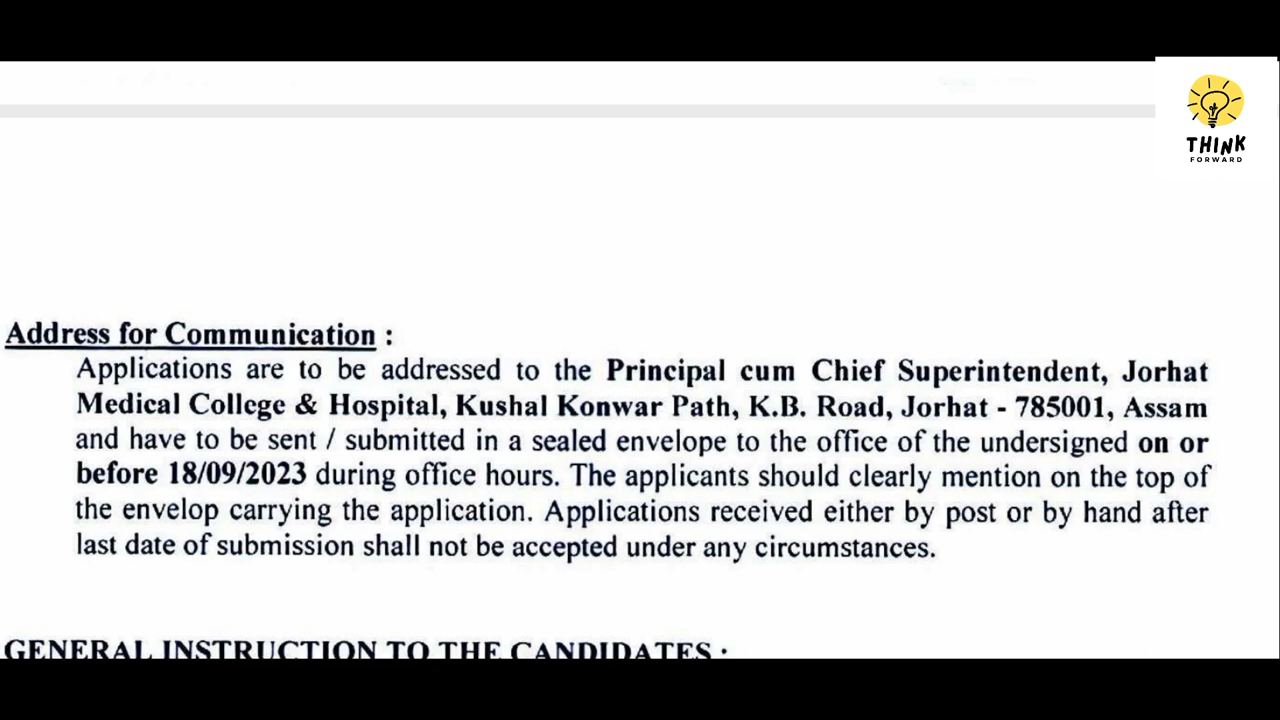 THINK
FORWARD
Address for Communication :
Applications are to be addressed to the Principal cum Chief Superintendent, Jorhat
Medical College & Hospital, Kushal Konwar Path, K.B. Road, Jorhat - 785001, Assam
and have to be sent / submitted in a sealed envelope to the office of the undersigned on or
before 18/09/2023 during office hours. The applicants should clearly mention on the top of
the envelop carrying the application. Applications received either by post or by hand after
last date of submission shall not be accepted under any circumstances.
GENERAL INSTRUCTION TO THE CANDIDATES :